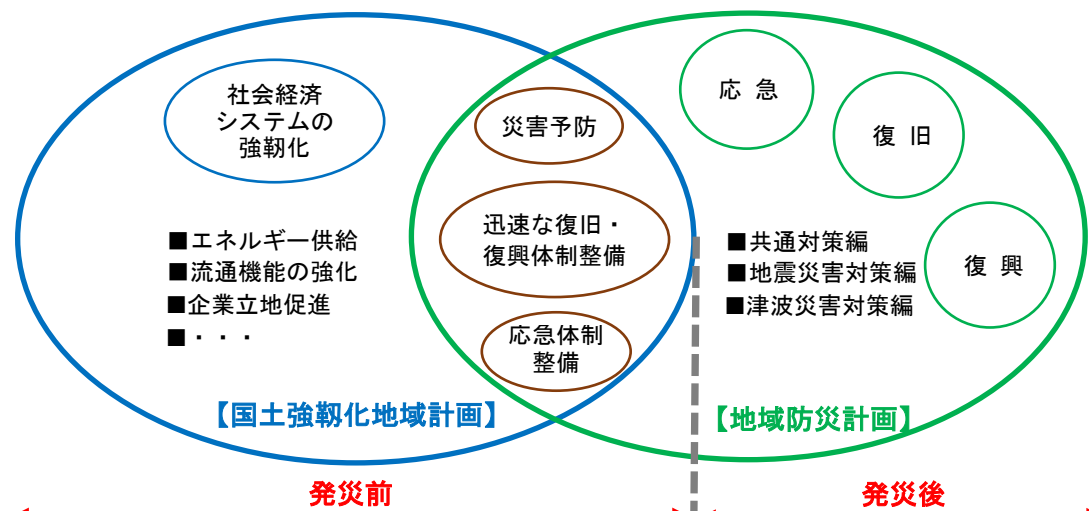 社会経済
システムの
強靭化
■エネルギー供給
■流通機能の強化
■企業立地促進
■・・・
【国土強靭化地域計画】
災害予防
迅速な復旧・
復興体制整備
応急体制
整備
応 急
復 旧
復 興
■共通対策編
■地震災害対策編
■津波災害対策編
【地域防災計画】
発災前
発災後